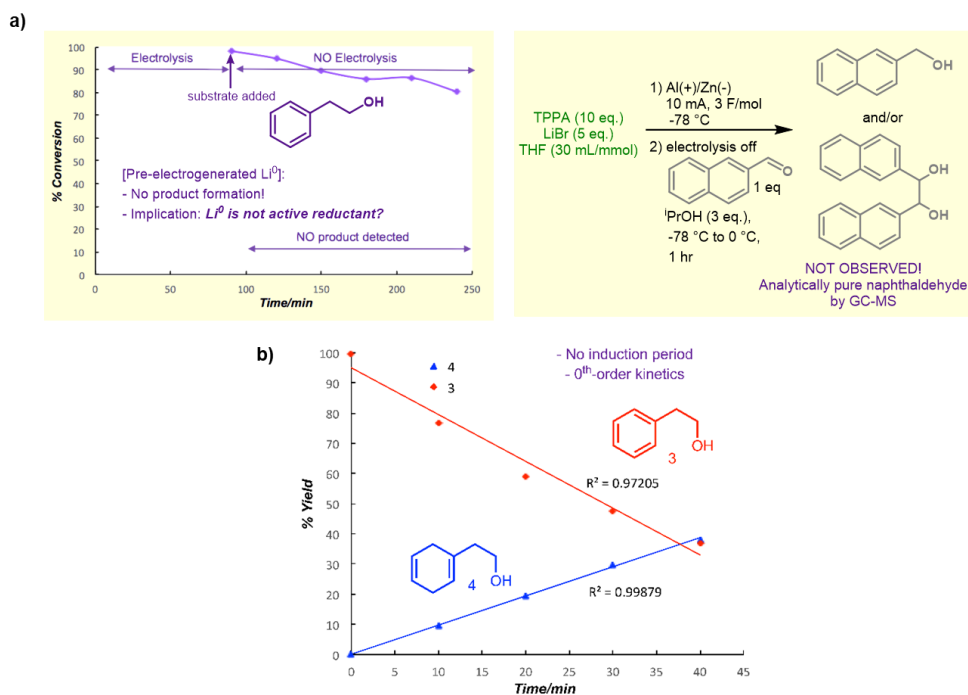 a)
Electrolysis
NO Electrolysis
substrate added
OH
[Pre-electrogenerated Li⁰]:
- No product formation!
- Implication: Li⁰ is not active reductant?
NO product detected
% Conversion
100
90
80
70
60
50
40
30
20
10
0
0 50 100 150 200 250
Time/min
TPPA (10 eq.)
LiBr (5 eq.)
THF (30 mL/mmol)
1) Al(+)/Zn(-)
10 mA, 3 F/mol
-78 °C
2) electrolysis off
O
1 eq
ⁱPrOH (3 eq.),
-78 °C to 0 °C,
1 hr
OH
and/or
OH
OH
NOT OBSERVED!
Analytically pure naphthaldehyde
by GC-MS
b)
4
3
- No induction period
- 0ᵗʰ-order kinetics
OH
3
R² = 0.97205
OH
4
R² = 0.99879
% Yield
100
90
80
70
60
50
40
30
20
10
0
0 5 10 15 20 25 30 35 40 45
Time/min